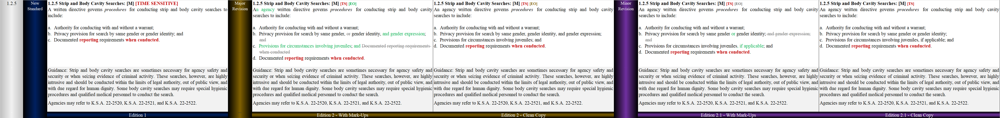 1.2.5
New
Standard
1.2.5 Strip and Body Cavity Searches: [M] [TIME SENSITIVE]
A written directive governs procedures for conducting strip and body cavity searches to
include:
a. Authority for conducting with and without a warrant;
b. Privacy provision for search by same gender or gender identity; and
c. Documented reporting requirements when conducted.
Guidance: Strip and body cavity searches are sometimes necessary for agency safety and
security or when seizing evidence of criminal activity. These searches, however, are highly
intrusive and should be conducted within the limits of legal authority, out of public view, and
with due regard for human dignity. Some body cavity searches may require special hygienic
procedures and qualified medical personnel to conduct the search.
Agencies may refer to K.S.A. 22-2520, K.S.A. 22-2521, and K.S.A. 22-2522.
Edition 1
Major
Revision
1.2.5 Strip and Body Cavity Searches: [M] [TS] [EO]
An agency written directive governs procedures for conducting strip and body cavity
searches to include:
a. Authority for conducting with and without a warrant;
b. Privacy provision for search by same gender, or gender identity, and gender expression;
and
c. Provisions for circumstances involving juveniles; and Documented reporting requirements
when conducted
d. Documented reporting requirements when conducted.
Guidance: Strip and body cavity searches are sometimes necessary for agency safety and
security or when seizing evidence of criminal activity. These searches, however, are highly
intrusive and should be conducted within the limits of legal authority, out of public view, and
with due regard for human dignity. Some body cavity searches may require special hygienic
procedures and qualified medical personnel to conduct the search.
Agencies may refer to K.S.A. 22-2520, K.S.A. 22-2521, and K.S.A. 22-2522.
Edition 2 - With Mark-Ups
1.2.5 Strip and Body Cavity Searches: [M] [TS] [EO]
An agency written directive governs procedures for conducting strip and body cavity
searches to include:
a. Authority for conducting with and without a warrant;
b. Privacy provision for search by same gender, gender identity, and gender expression;
c. Provisions for circumstances involving juveniles; and
d. Documented reporting requirements when conducted.
Guidance: Strip and body cavity searches are sometimes necessary for agency safety and
security or when seizing evidence of criminal activity. These searches, however, are highly
intrusive and should be conducted within the limits of legal authority, out of public view, and
with due regard for human dignity. Some body cavity searches may require special hygienic
procedures and qualified medical personnel to conduct the search.
Agencies may refer to K.S.A. 22-2520, K.S.A. 22-2521, and K.S.A. 22-2522.
Edition 2 - Clean Copy
Minor
Revision
1.2.5 Strip and Body Cavity Searches: [M] [TS] [EO]
An agency written directive governs procedures for conducting strip and body cavity
searches to include:
a. Authority for conducting with and without a warrant;
b. Privacy provision for search by same gender or gender identity; and gender expression;
and
c. Provisions for circumstances involving juveniles, if applicable; and
d. Documented reporting requirements when conducted.
Guidance: Strip and body cavity searches are sometimes necessary for agency safety and
security or when seizing evidence of criminal activity. These searches, however, are highly
intrusive and should be conducted within the limits of legal authority, out of public view, and
with due regard for human dignity. Some body cavity searches may require special hygienic
procedures and qualified medical personnel to conduct the search.
Agencies may refer to K.S.A. 22-2520, K.S.A. 22-2521, and K.S.A. 22-2522.
Edition 2.1 - With Mark-Ups
1.2.5 Strip and Body Cavity Searches: [M] [TS]
An agency written directive governs procedures for conducting strip and body cavity
searches to include:
a. Authority for conducting with and without a warrant;
b. Privacy provision for search by same gender or gender identity;
c. Provisions for circumstances involving juveniles, if applicable; and
d. Documented reporting requirements when conducted.
Guidance: Strip and body cavity searches are sometimes necessary for agency safety and
security or when seizing evidence of criminal activity. These searches, however, are highly
intrusive and should be conducted within the limits of legal authority, out of public view, and
with due regard for human dignity. Some body cavity searches may require special hygienic
procedures and qualified medical personnel to conduct the search.
Agencies may refer to K.S.A. 22-2520, K.S.A. 22-2521, and K.S.A. 22-2522.
Edition 2.1 - Clean Copy